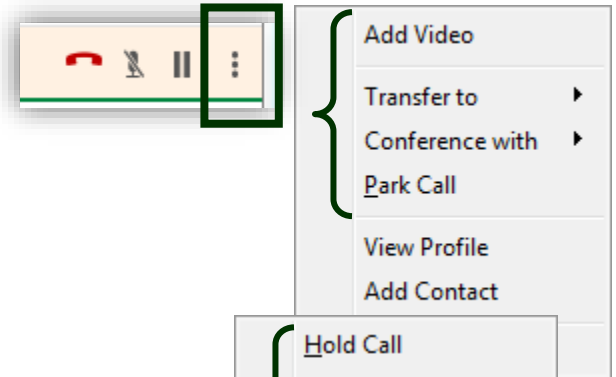 Add Video
Transfer to
Conference with
Park Call
View Profile
Add Contact
Hold Call